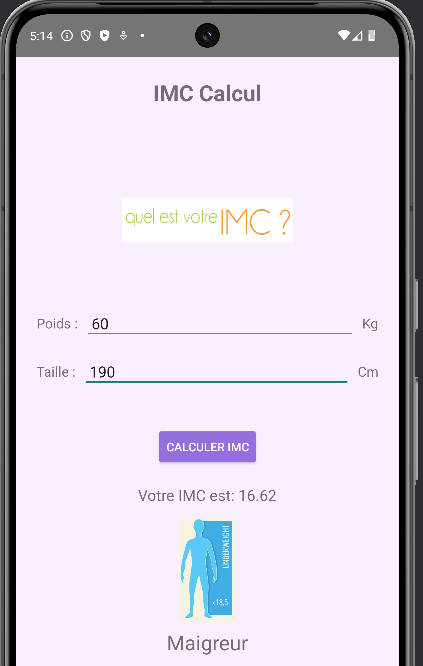 5:14
IMC Calcul
quel est votre IMC ?
Poids : 60 Kg
Taille : 190 Cm
CALCULER IMC
Votre IMC est: 16.62
UNDERWEIGHT
<18,5
Maigreur